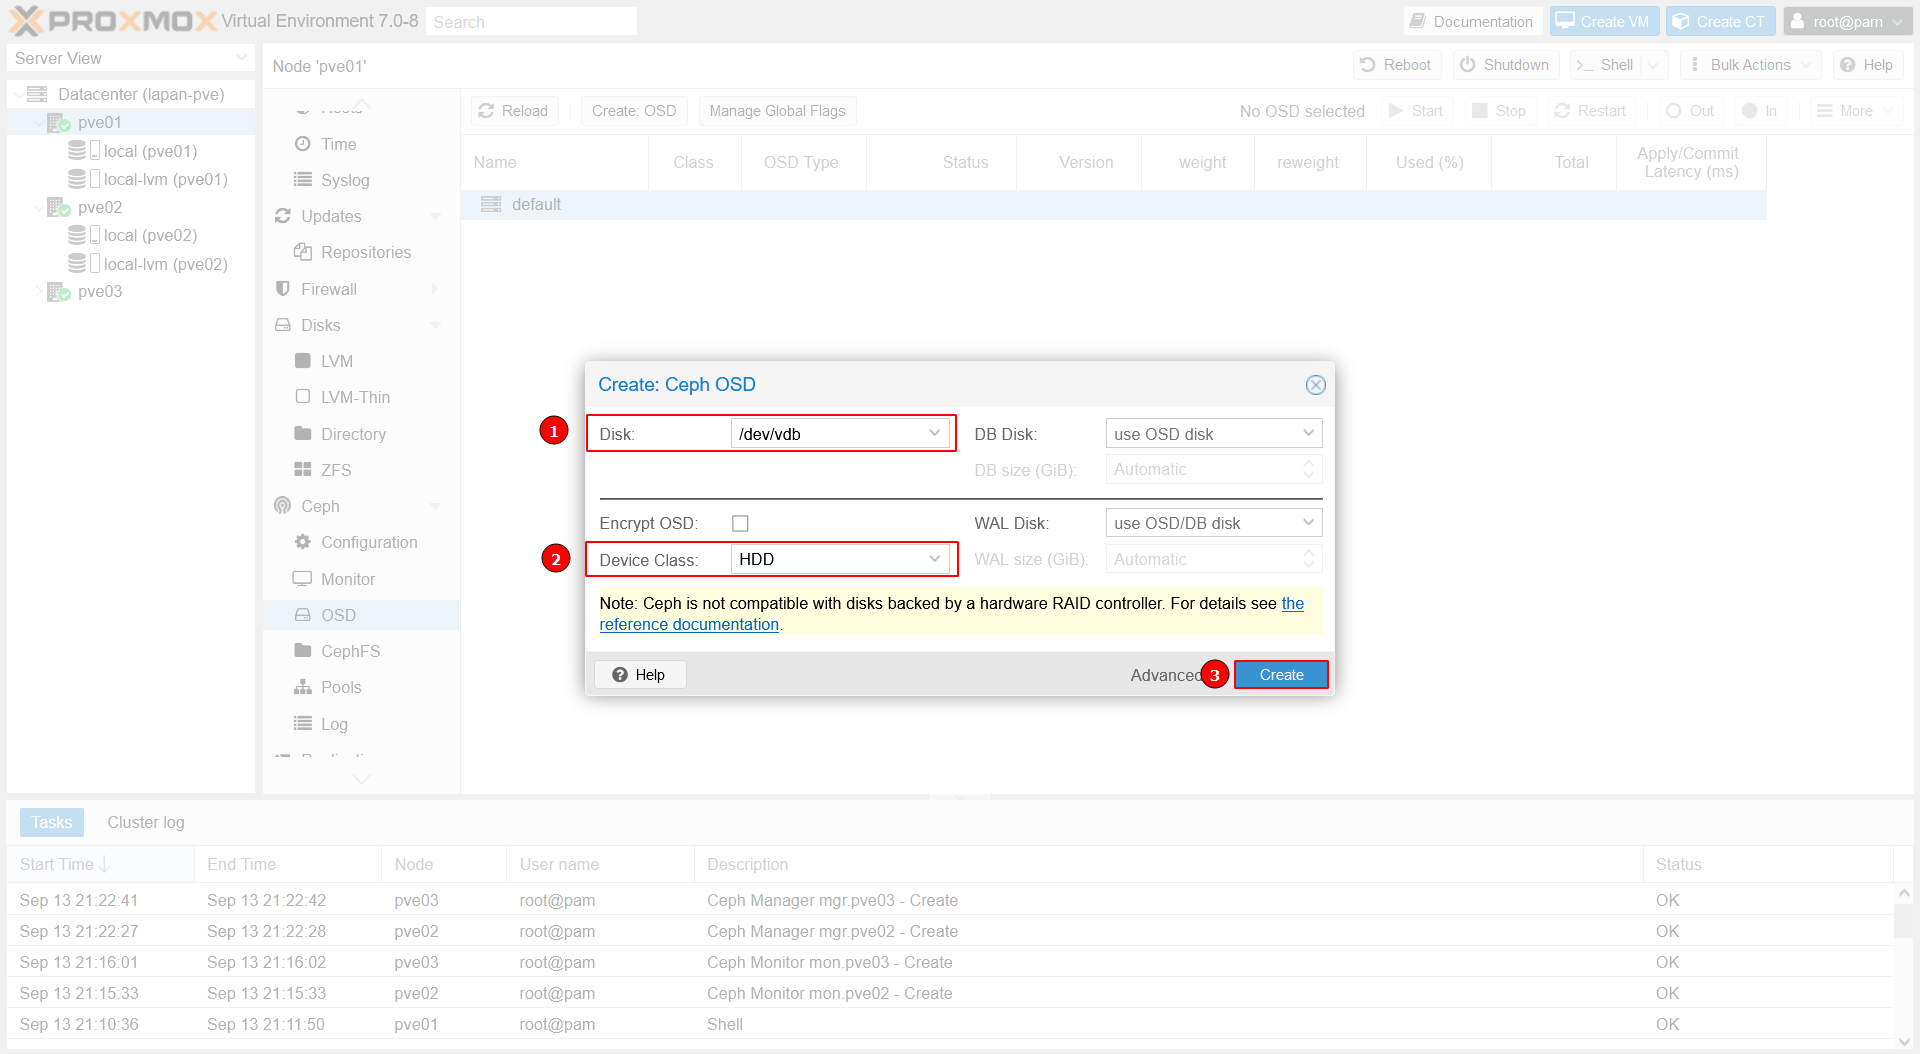 PROXMOX Virtual Environment 7.0-8 Search Documentation Create VM Create CT root@pam
Server View
Node 'pve01' Reboot Shutdown >_ Shell Bulk Actions Help
Datacenter (lapan-pve)
pve01
local (pve01)
local-lvm (pve01)
pve02
local (pve02)
local-lvm (pve02)
pve03
Hosts
Time
Syslog
Updates
Repositories
Firewall
Disks
LVM
LVM-Thin
Directory
ZFS
Ceph
Configuration
Monitor
OSD
CephFS
Pools
Log
Reload Create: OSD Manage Global Flags No OSD selected Start Stop Restart Out In More
Name Class OSD Type Status Version weight reweight Used (%) Total Apply/Commit Latency (ms)
default
Create: Ceph OSD
1 Disk: /dev/vdb DB Disk: use OSD disk
DB size (GiB): Automatic
Encrypt OSD: WAL Disk: use OSD/DB disk
2 Device Class: HDD WAL size (GiB): Automatic
Note: Ceph is not compatible with disks backed by a hardware RAID controller. For details see the
reference documentation.
Help Advanced 3 Create
Tasks Cluster log
Start Time End Time Node User name Description Status
Sep 13 21:22:41 Sep 13 21:22:42 pve03 root@pam Ceph Manager mgr.pve03 - Create OK
Sep 13 21:22:27 Sep 13 21:22:28 pve02 root@pam Ceph Manager mgr.pve02 - Create OK
Sep 13 21:16:01 Sep 13 21:16:02 pve03 root@pam Ceph Monitor mon.pve03 - Create OK
Sep 13 21:15:33 Sep 13 21:15:33 pve02 root@pam Ceph Monitor mon.pve02 - Create OK
Sep 13 21:10:36 Sep 13 21:11:50 pve01 root@pam Shell OK